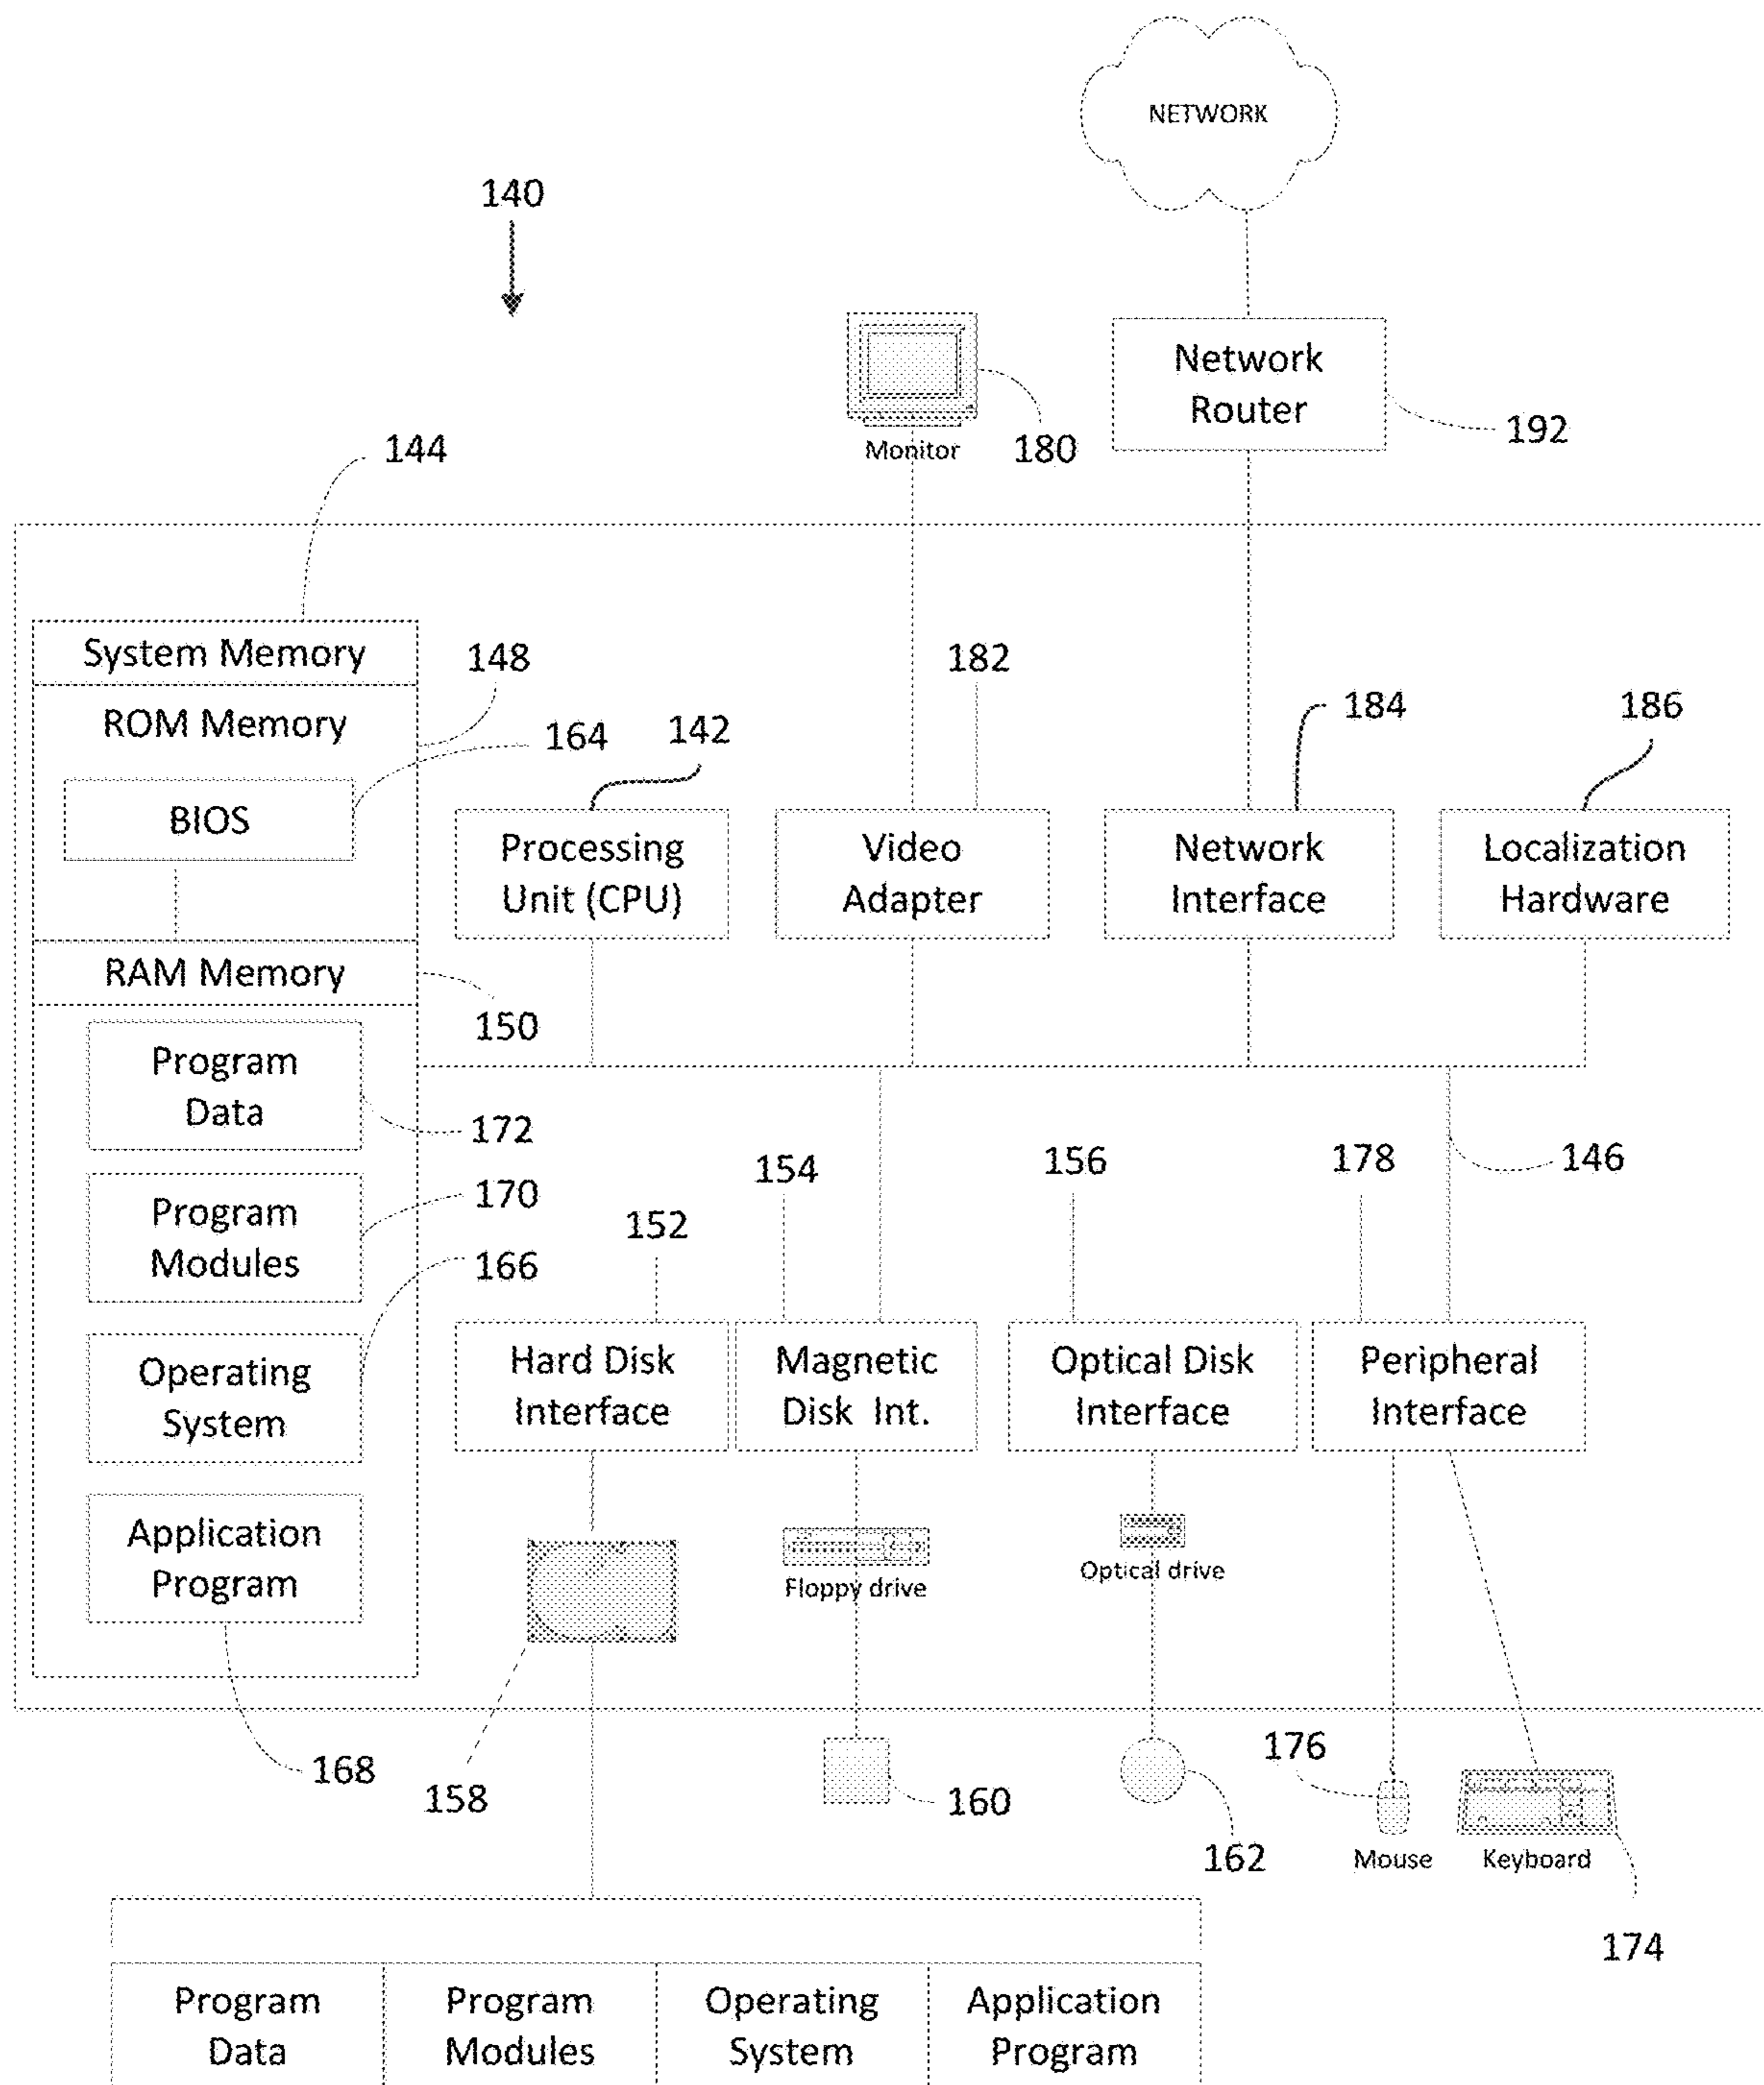 NETWORK
140
Network
Router
192
Monitor
180
144
System Memory
148
182
ROM Memory
184
186
164
142
BIOS
Processing
Unit (CPU)
Video
Adapter
Network
Interface
Localization
Hardware
RAM Memory
150
Program
Data
172
154
156
178
146
Program
Modules
170
152
166
Operating
System
Hard Disk
Interface
Magnetic
Disk Int.
Optical Disk
Interface
Peripheral
Interface
Application
Program
Floppy drive
Optical drive
168
158
160
162
176
Mouse
Keyboard
174
Program
Data
Program
Modules
Operating
System
Application
Program